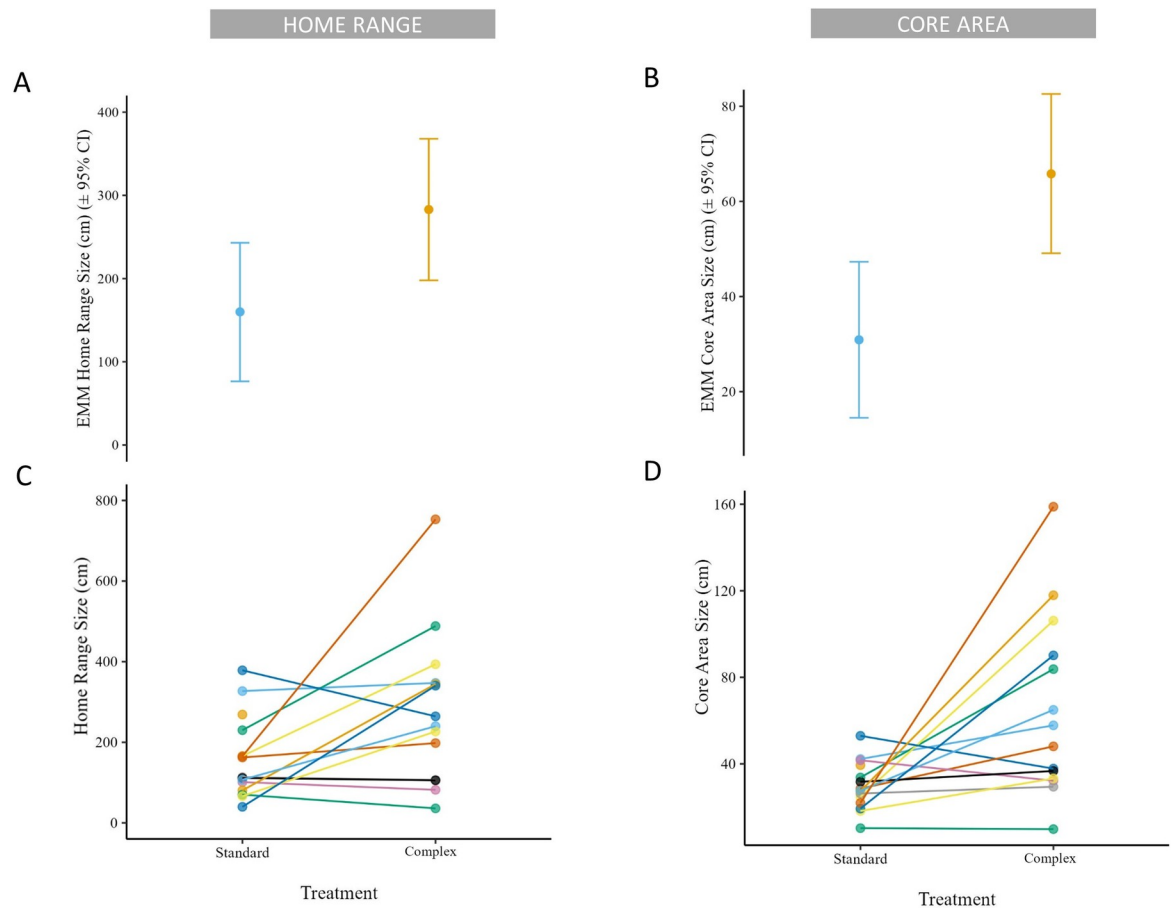 HOME RANGE
CORE AREA
A
EMM Home Range Size (cm) (± 95% CI)
400
300
200
100
0
B
EMM Core Area Size (cm) (± 95% CI)
80
60
40
20
C
Home Range Size (cm)
800
600
400
200
0
Standard
Complex
Treatment
D
Core Area Size (cm)
160
120
80
40
Standard
Complex
Treatment